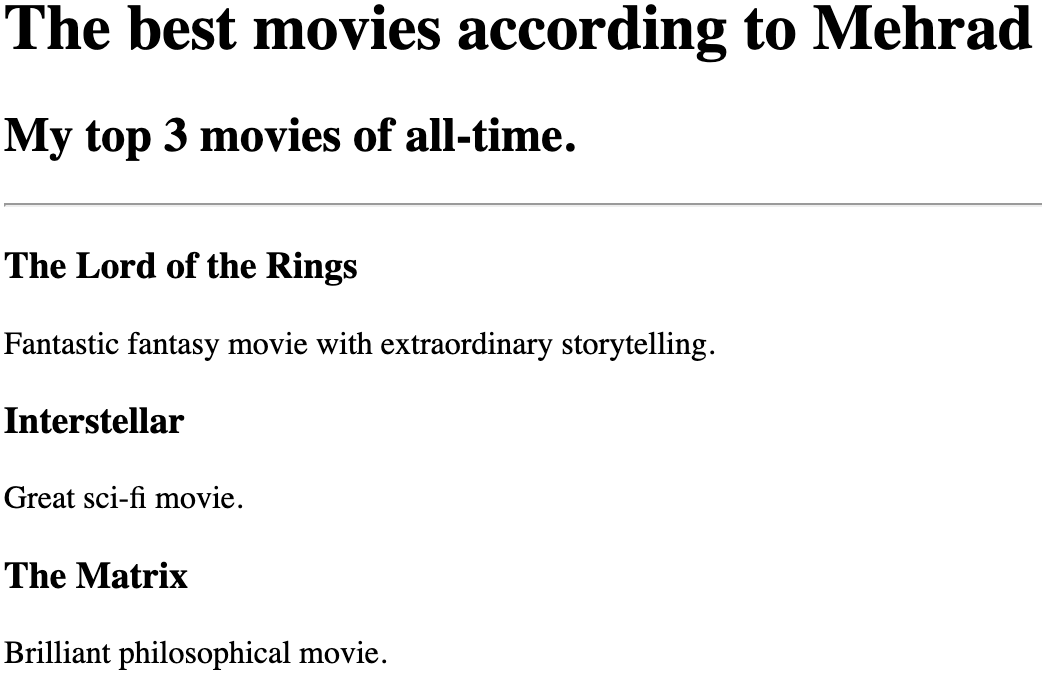 The best movies according to Mehrad
My top 3 movies of all-time.
The Lord of the Rings
Fantastic fantasy movie with extraordinary storytelling.
Interstellar
Great sci-fi movie.
The Matrix
Brilliant philosophical movie.